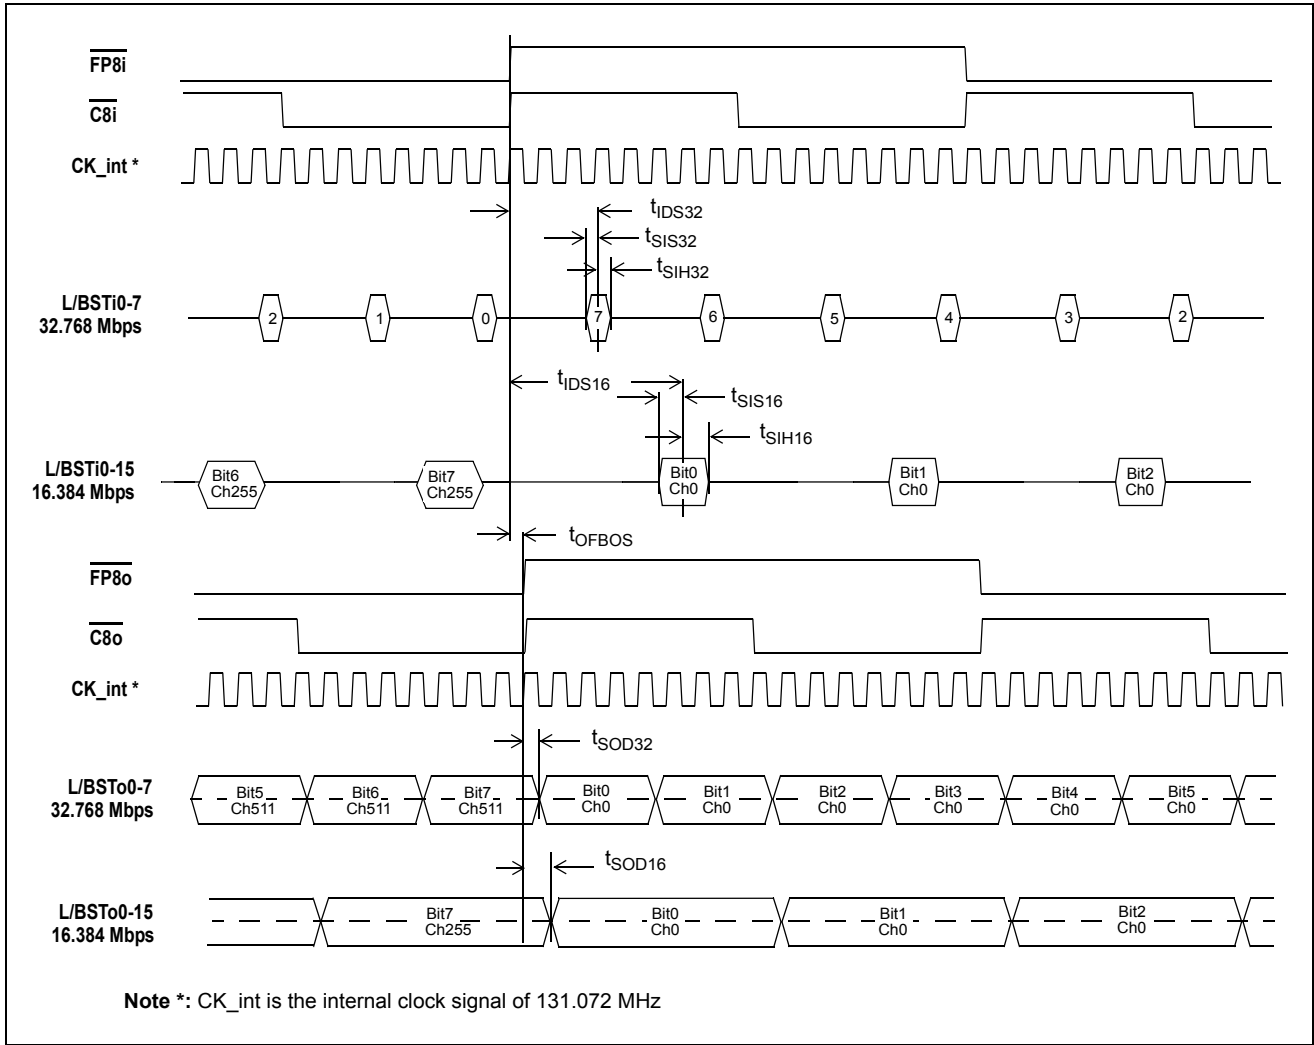 FP8i
C8i
CK_int *
tIDS32
tSIS32
tSIH32
L/BSTi0-7
32.768 Mbps
2 1 0 7 6 5 4 3 2
tIDS16
tSIS16
tSIH16
L/BSTi0-15
16.384 Mbps
Bit6 Bit7 Bit0 Bit1 Bit2
Ch255 Ch255 Ch0 Ch0 Ch0
tOFBOS
FP8o
C8o
CK_int *
tSOD32
L/BSTo0-7
32.768 Mbps
Bit5 Bit6 Bit7 Bit0 Bit1 Bit2 Bit3 Bit4 Bit5
Ch511 Ch511 Ch511 Ch0 Ch0 Ch0 Ch0 Ch0 Ch0
tSOD16
L/BSTo0-15
16.384 Mbps
Bit7 Bit0 Bit1 Bit2
Ch255 Ch0 Ch0 Ch0
Note *: CK_int is the internal clock signal of 131.072 MHz